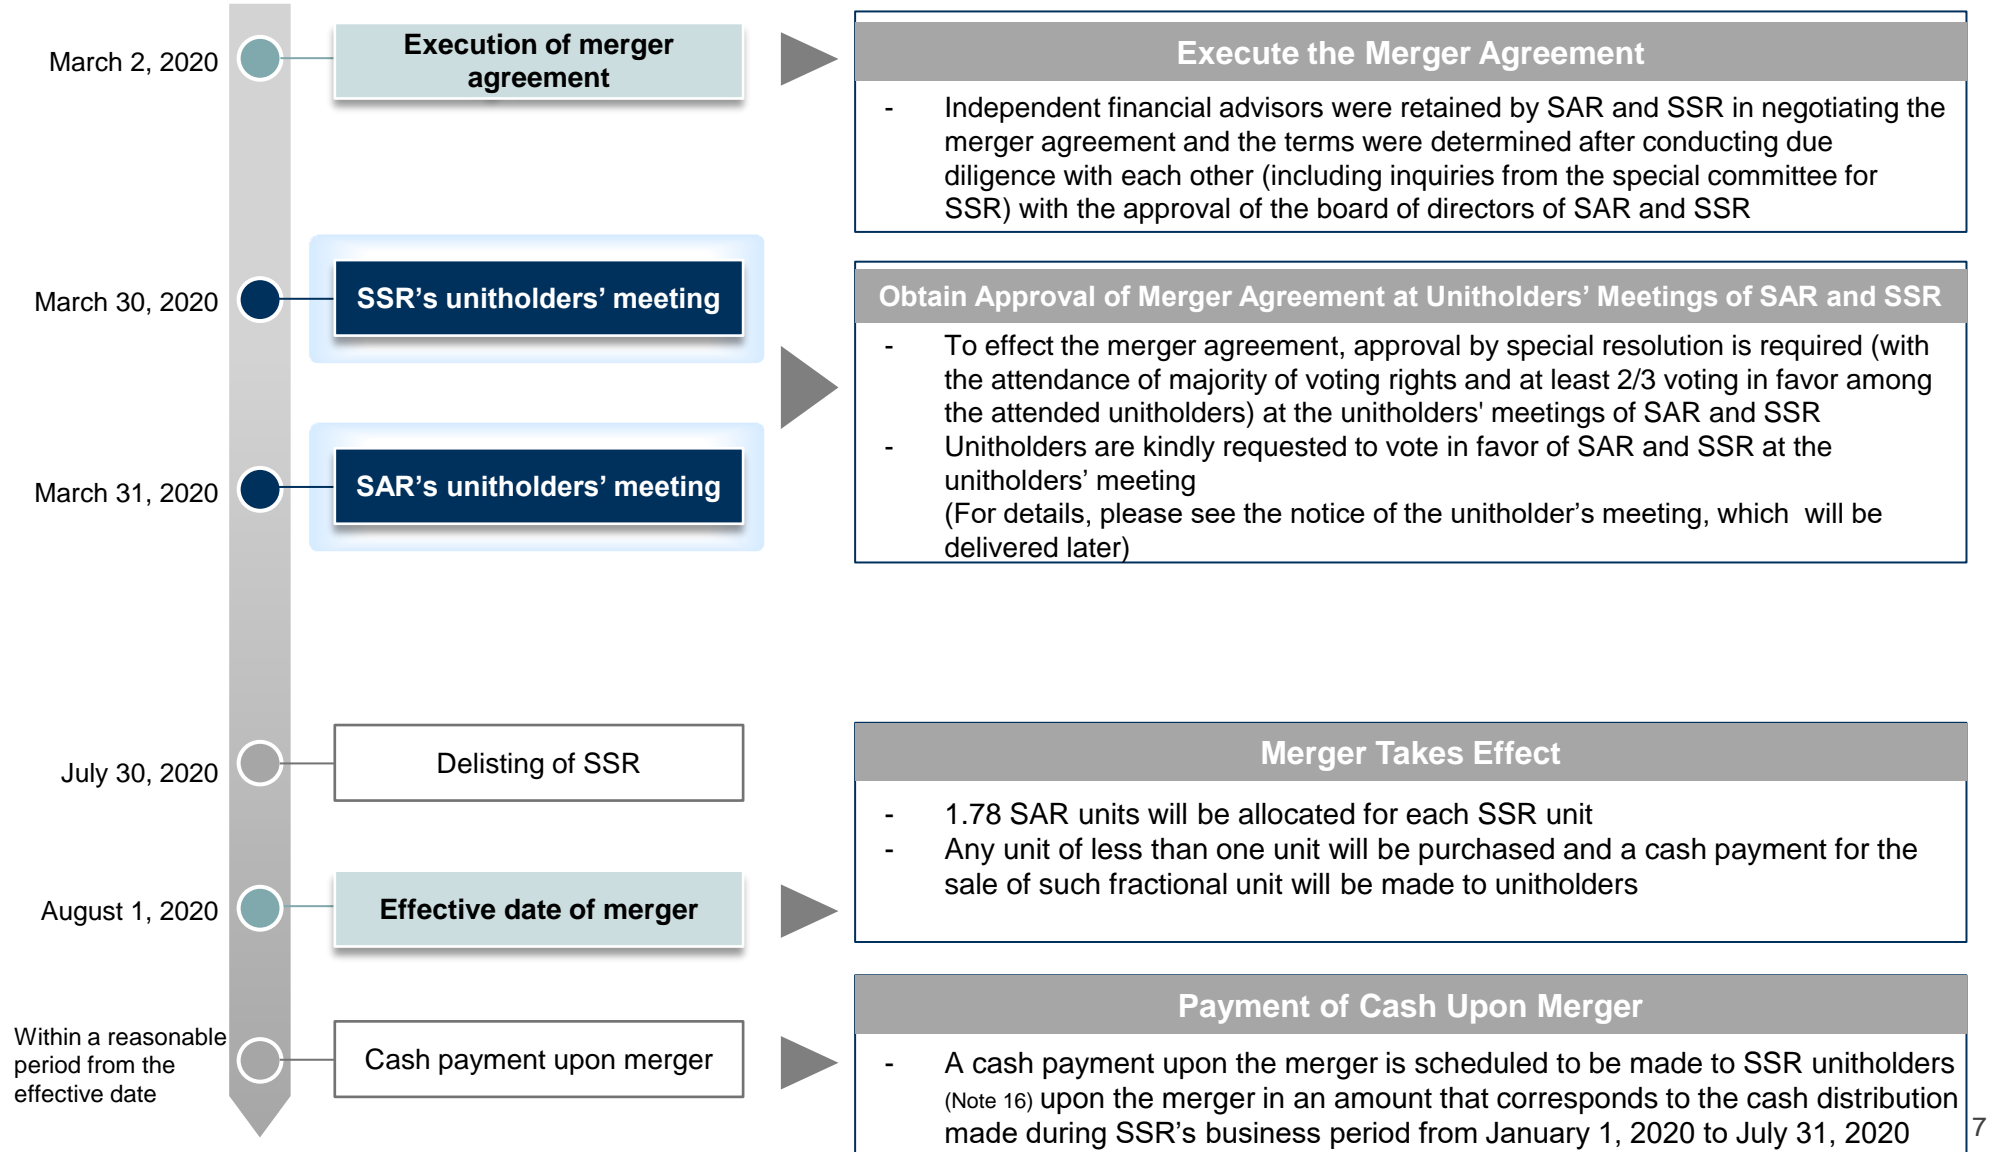 March 2, 2020
Execution of merger
agreement
Execute the Merger Agreement
- Independent financial advisors were retained by SAR and SSR in negotiating the
merger agreement and the terms were determined after conducting due
diligence with each other (including inquiries from the special committee for
SSR) with the approval of the board of directors of SAR and SSR
March 30, 2020
SSR’s unitholders’ meeting
March 31, 2020
SAR’s unitholders’ meeting
Obtain Approval of Merger Agreement at Unitholders’ Meetings of SAR and SSR
- To effect the merger agreement, approval by special resolution is required (with
the attendance of majority of voting rights and at least 2/3 voting in favor among
the attended unitholders) at the unitholders' meetings of SAR and SSR
- Unitholders are kindly requested to vote in favor of SAR and SSR at the
unitholders’ meeting
(For details, please see the notice of the unitholder’s meeting, which will be
delivered later)
July 30, 2020
Delisting of SSR
August 1, 2020
Effective date of merger
Merger Takes Effect
- 1.78 SAR units will be allocated for each SSR unit
- Any unit of less than one unit will be purchased and a cash payment for the
sale of such fractional unit will be made to unitholders
Within a reasonable
period from the
effective date
Cash payment upon merger
Payment of Cash Upon Merger
- A cash payment upon the merger is scheduled to be made to SSR unitholders
(Note 16) upon the merger in an amount that corresponds to the cash distribution
made during SSR’s business period from January 1, 2020 to July 31, 2020
7